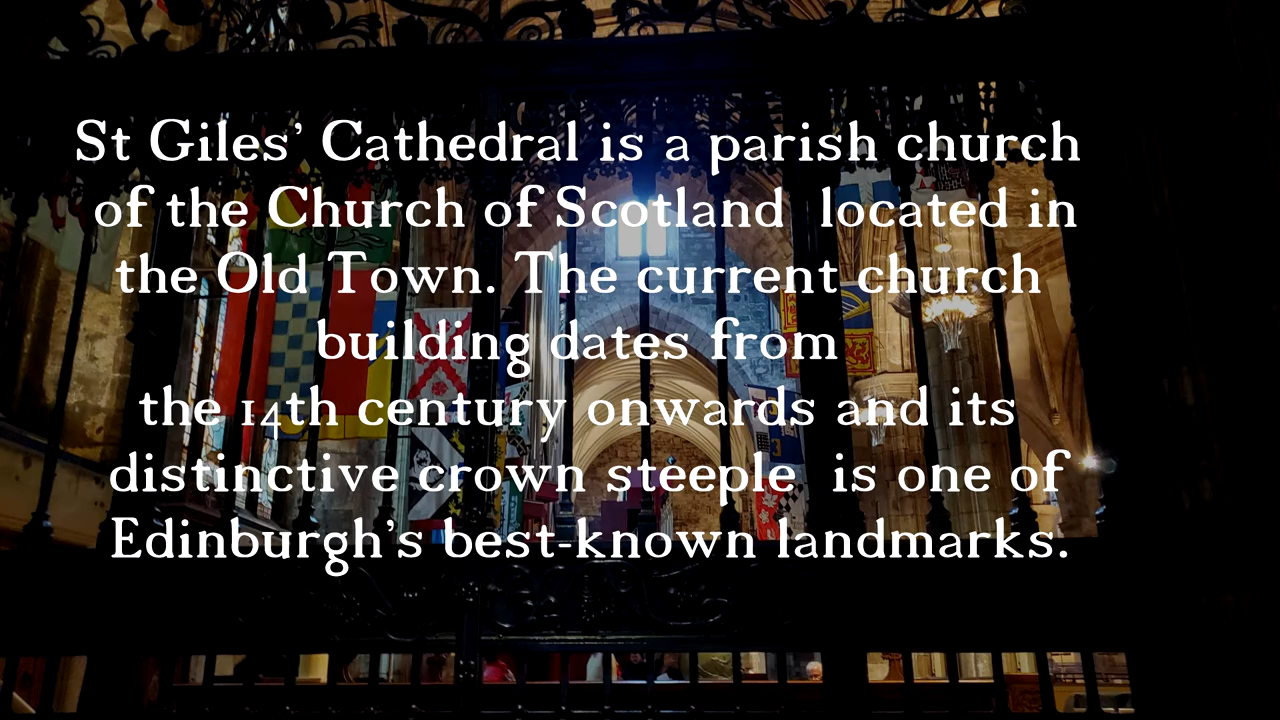 St Giles’ Cathedral is a parish church
of the Church of Scotland  located in
the Old Town. The current church
building dates from
the 14th century onwards and its
distinctive crown steeple  is one of
Edinburgh’s best-known landmarks.